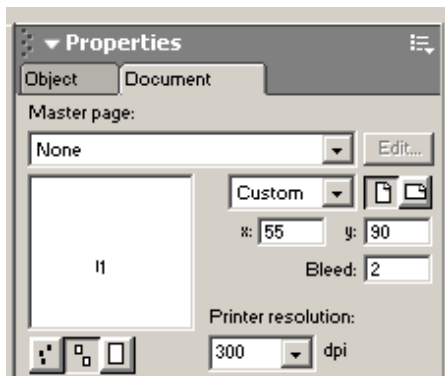 Properties
Object Document
Master page:
None Edit...
Custom
x: 55 y: 90
Bleed: 2
Printer resolution:
300 dpi